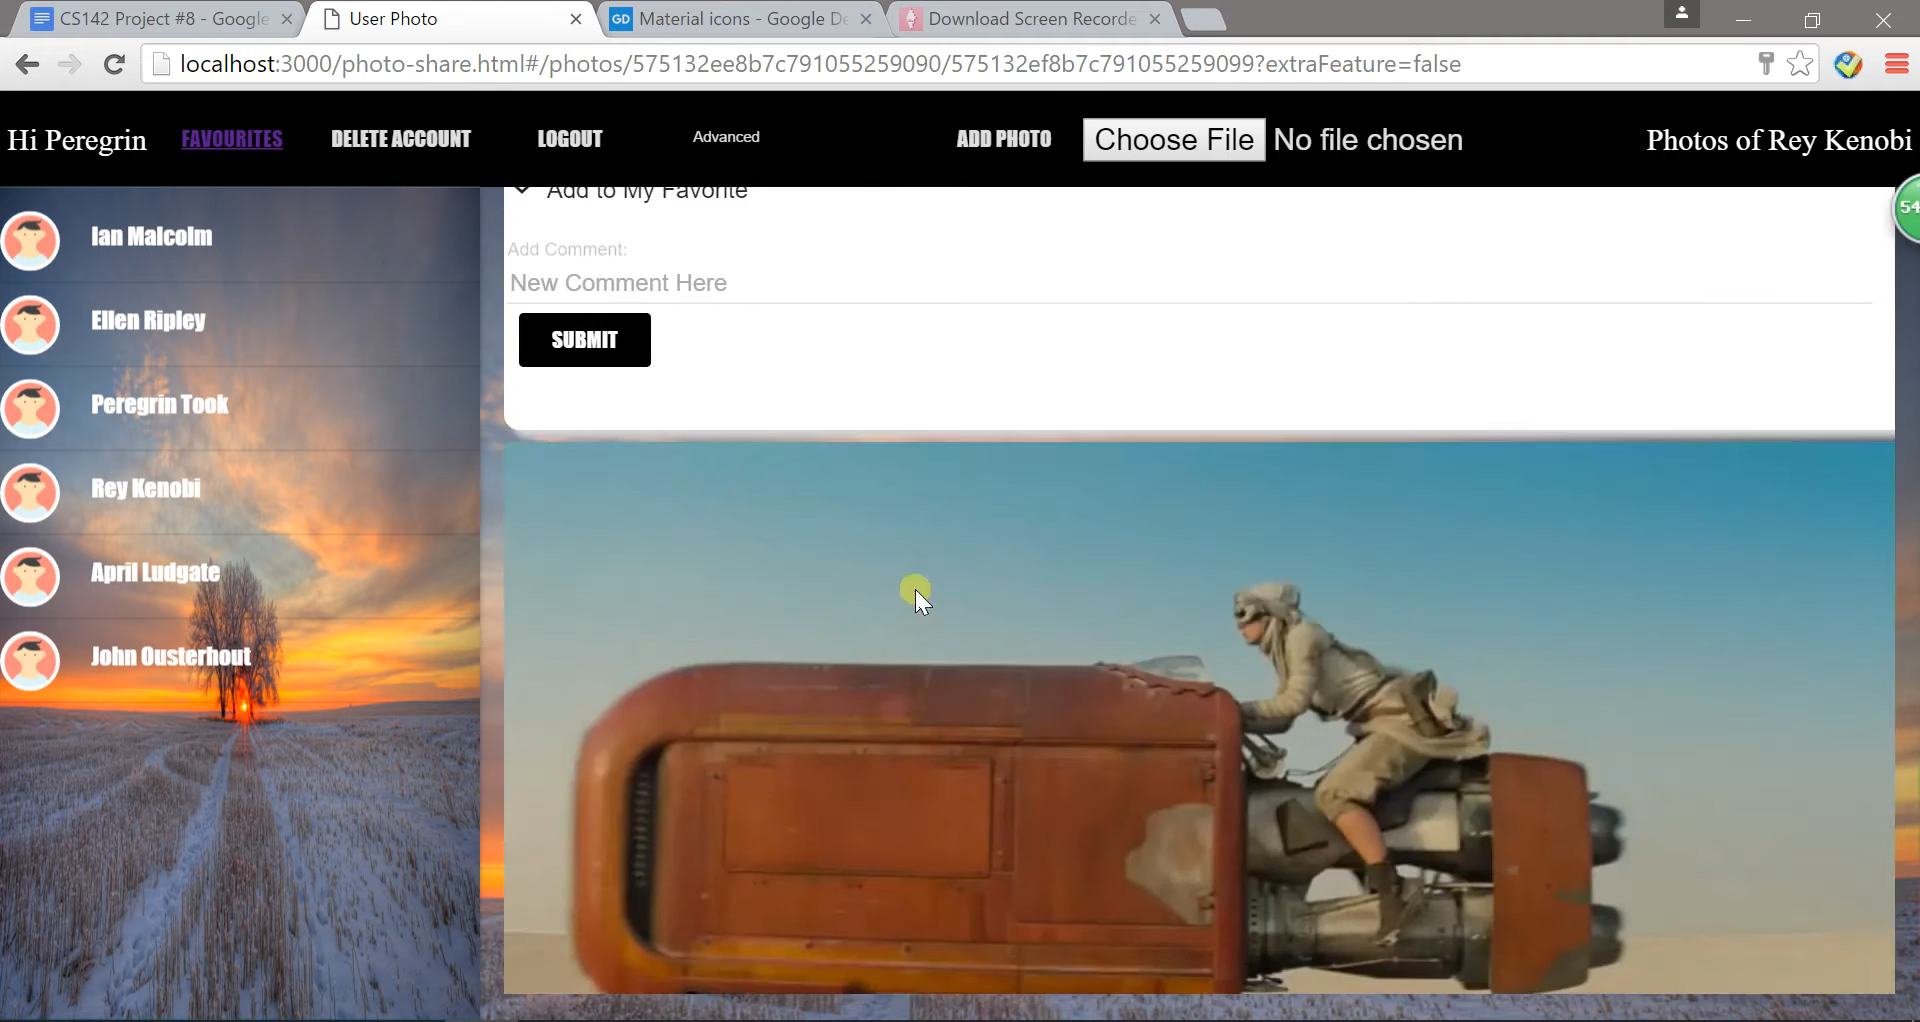 CS142 Project #8 - Google
User Photo
GD Material icons - Google De
Download Screen Recorde
localhost:3000/photo-share.html#/photos/575132ee8b7c791055259090/575132ef8b7c791055259099?extraFeature=false
Hi Peregrin FAVOURITES DELETE ACCOUNT LOGOUT Advanced ADD PHOTO Choose File No file chosen Photos of Rey Kenobi
Ian Malcolm
Ellen Ripley
Peregrin Took
Rey Kenobi
April Ludgate
John Ousterhout
Add to My Favorite
Add Comment:
New Comment Here
SUBMIT
54